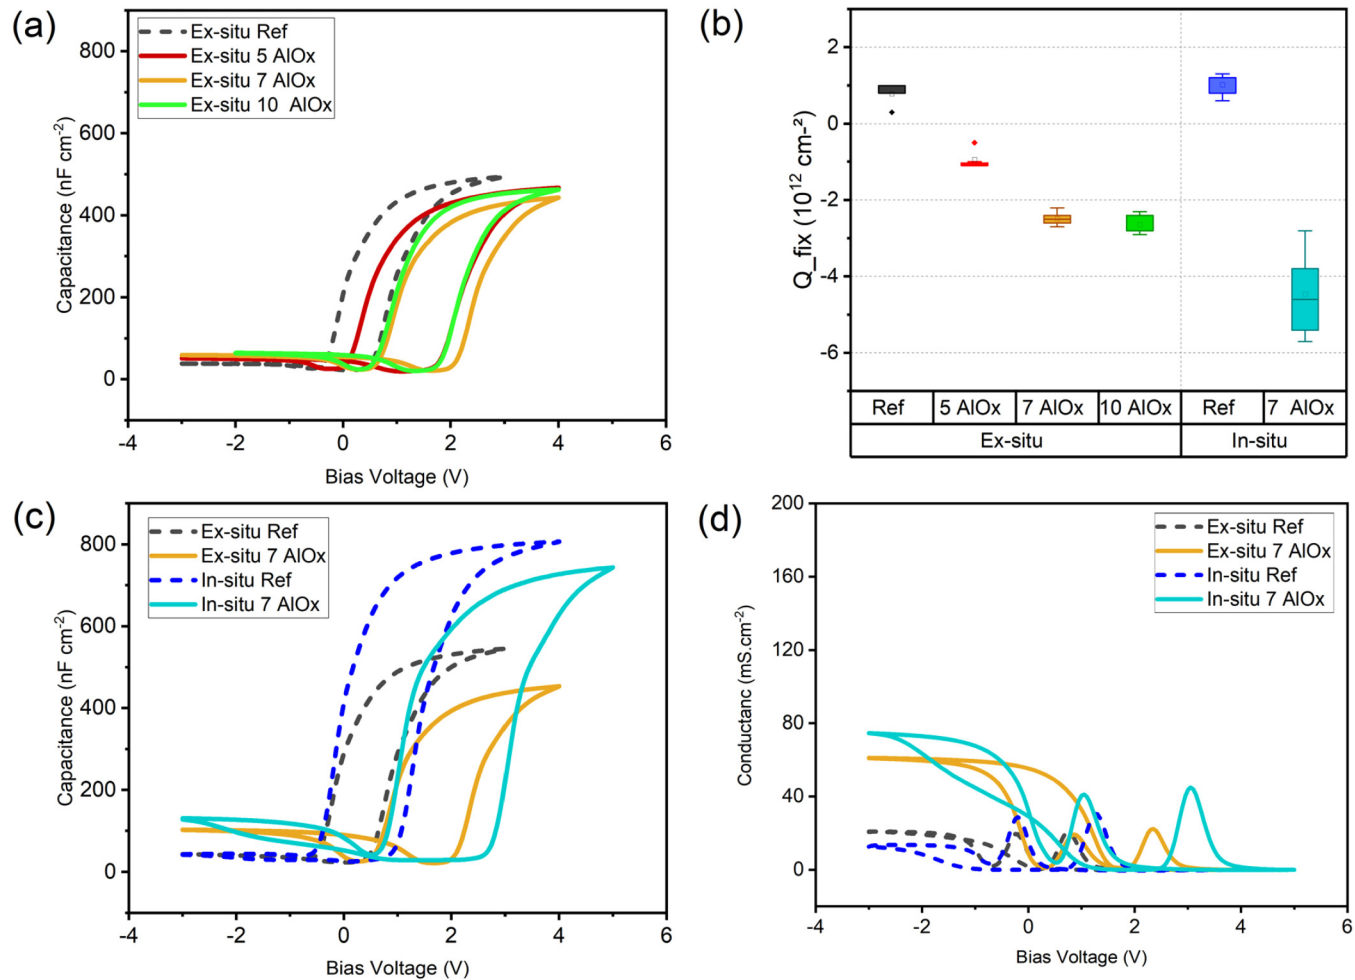 (a)
Ex-situ Ref
Ex-situ 5 AlOx
Ex-situ 7 AlOx
Ex-situ 10 AlOx
800
600
400
200
0
Capacitance (nF cm-2)
-4 -2 0 2 4 6
Bias Voltage (V)
(b)
2
0
-2
-4
-6
Q_fix (10^12 cm-²)
Ref 5 AlOx 7 AlOx 10 AlOx Ref 7 AlOx
Ex-situ In-situ
(c)
Ex-situ Ref
Ex-situ 7 AlOx
In-situ Ref
In-situ 7 AlOx
800
600
400
200
0
Capacitance (nF cm-2)
-4 -2 0 2 4 6
Bias Voltage (V)
(d)
Ex-situ Ref
Ex-situ 7 AlOx
In-situ Ref
In-situ 7 AlOx
200
160
120
80
40
0
Conductanc (mS.cm-2)
-4 -2 0 2 4 6
Bias Voltage (V)